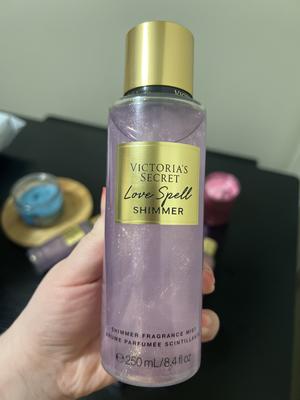 VICTORIA'S
SECRET
Love Spell
SHIMMER
SHIMMER FRAGRANCE MIST
BRUME PARFUMÉE SCINTILLANTE
℮ 250 mL/8.4 fl oz